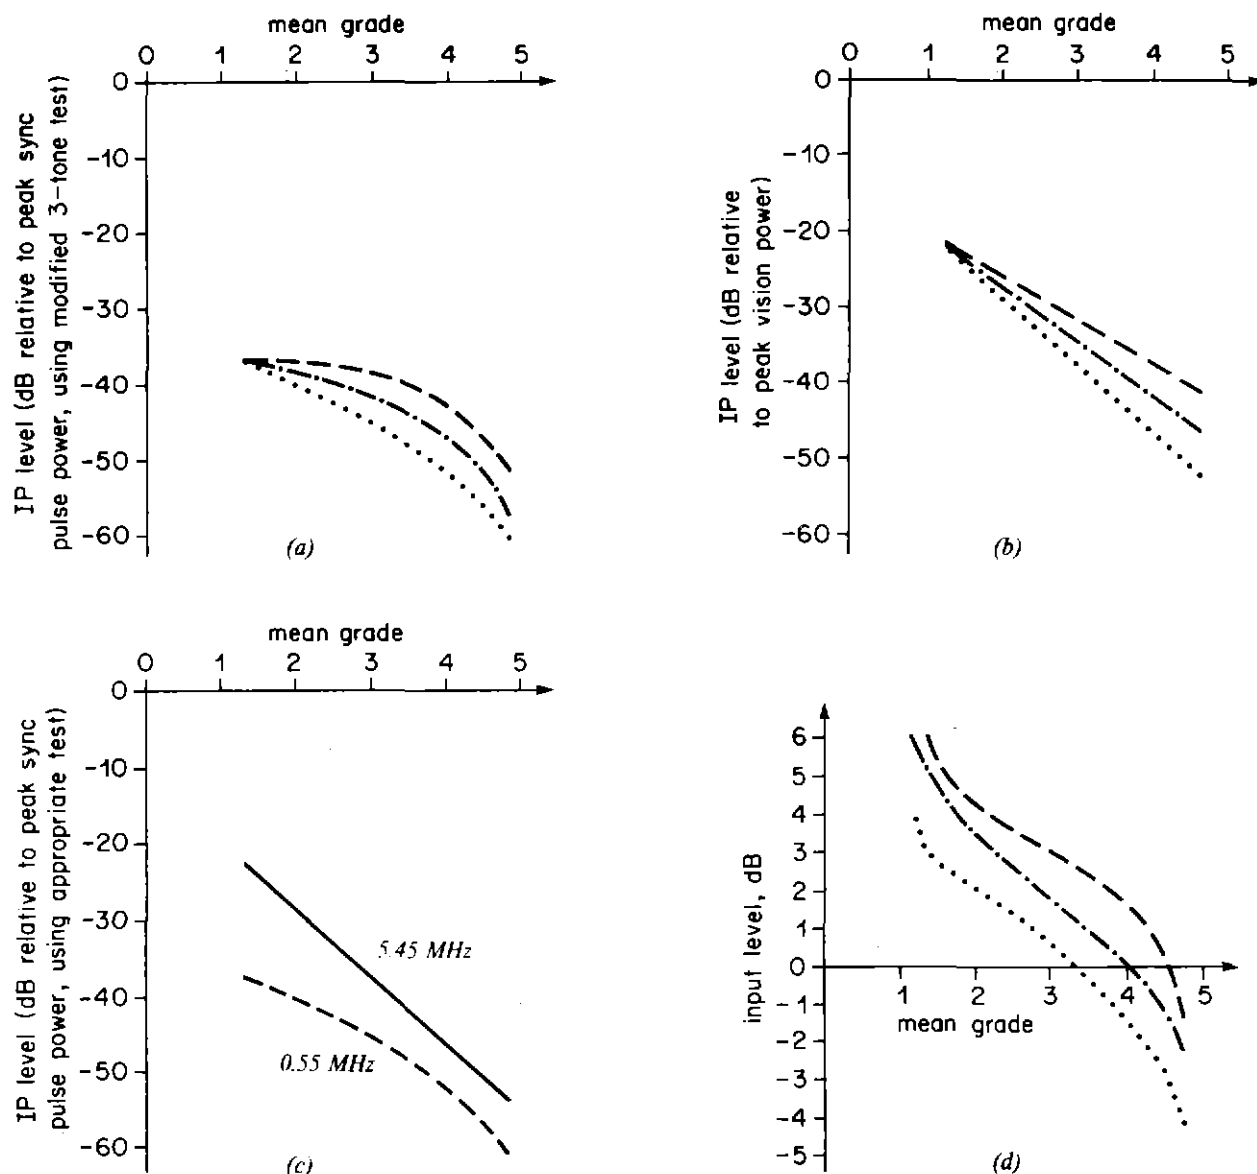 mean grade
0 1 2 3 4 5
IP level (dB relative to peak sync
pulse power, using modified 3-tone test)
0
-10
-20
-30
-40
-50
-60
(a)
mean grade
0 1 2 3 4 5
IP level (dB relative
to peak vision power)
0
-10
-20
-30
-40
-50
-60
(b)
mean grade
0 1 2 3 4 5
IP level (dB relative to peak sync
pulse power, using appropriate test)
0
-10
-20
-30
-40
-50
-60
5.45 MHz
0.55 MHz
(c)
input level, dB
6
5
4
3
2
1
0
-1
-2
-3
-4
-5
1 2 3 4 5
mean grade
(d)